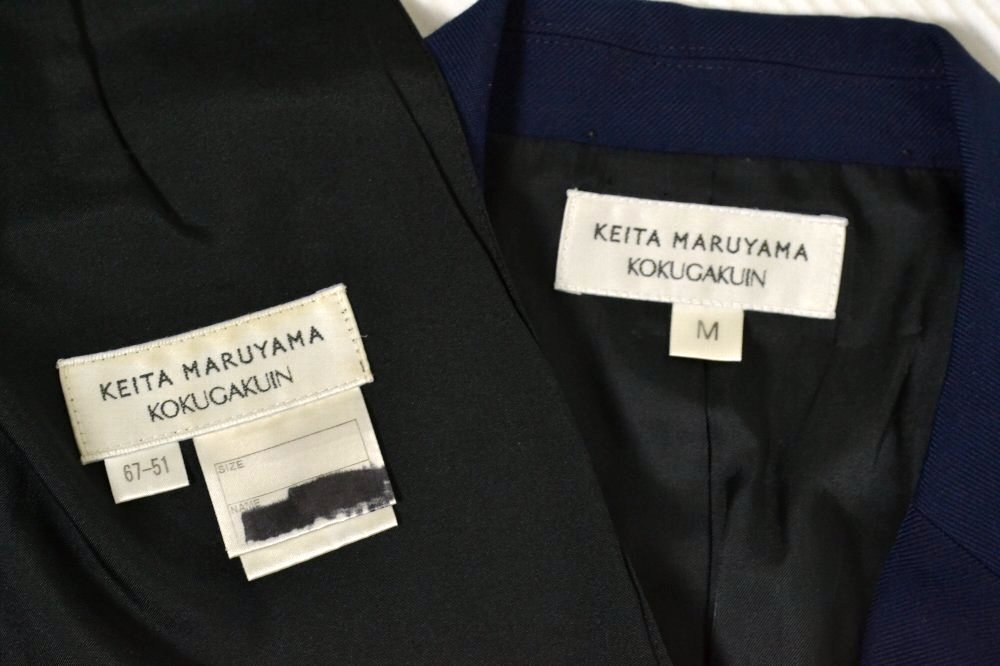 KEITA MARUYAMA
KOKUGAKUIN
67-51
SIZE
NAME
KEITA MARUYAMA
KOKUGAKUIN
M